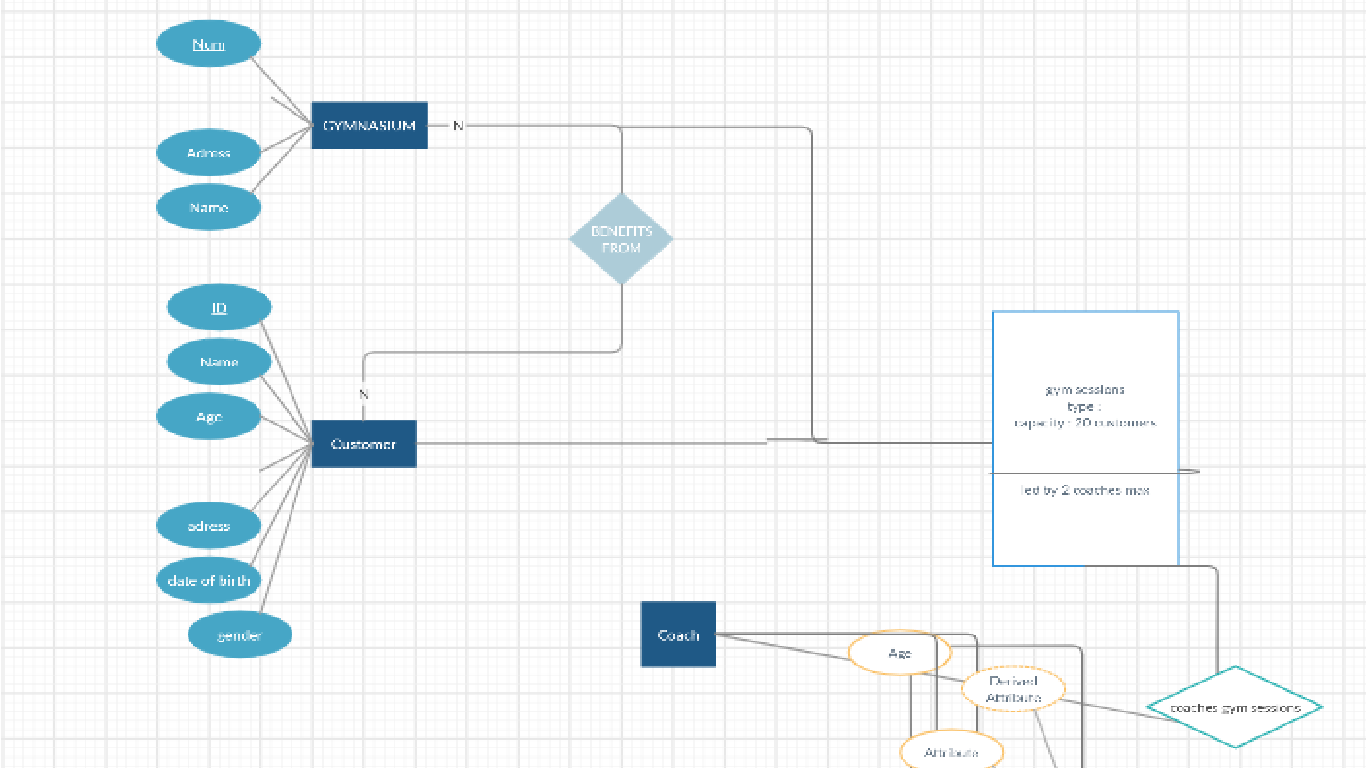 Num
GYMNASIUM
N
Adress
Name
BENEFITS
FROM
ID
Name
Age
N
Customer
gym sessions
type :
capacity : 20 customers
led by 2 coaches max
adress
date of birth
gender
Coach
Age
Derived
Attribute
coaches gym sessions
Attribute